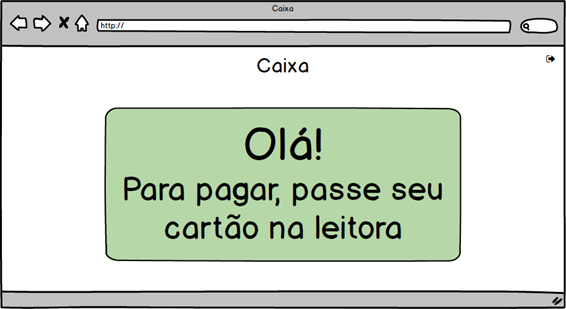 Caixa
http://
Caixa
Olá!
Para pagar, passe seu
cartão na leitora